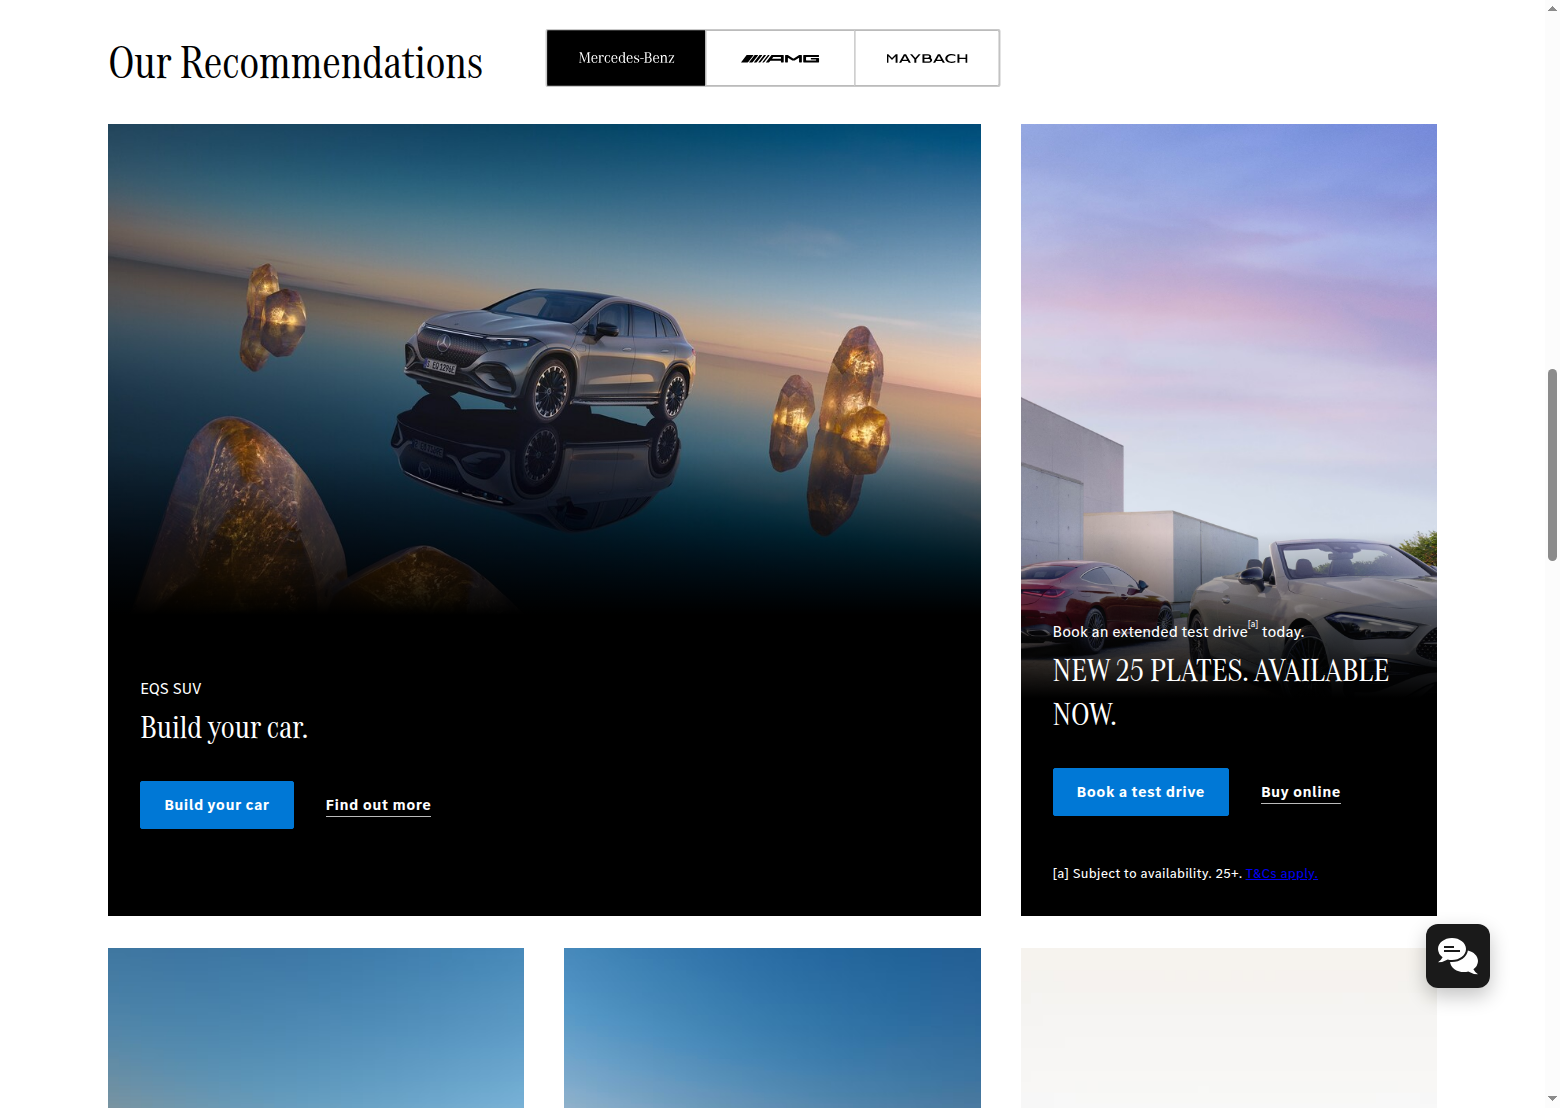 Our Recommendations
Mercedes-Benz
AMG
MAYBACH
EQS SUV
Build your car.
Build your car
Find out more
Book an extended test drive[a] today.
NEW 25 PLATES. AVAILABLE
NOW.
Book a test drive
Buy online
[a] Subject to availability. 25+. T&Cs apply.